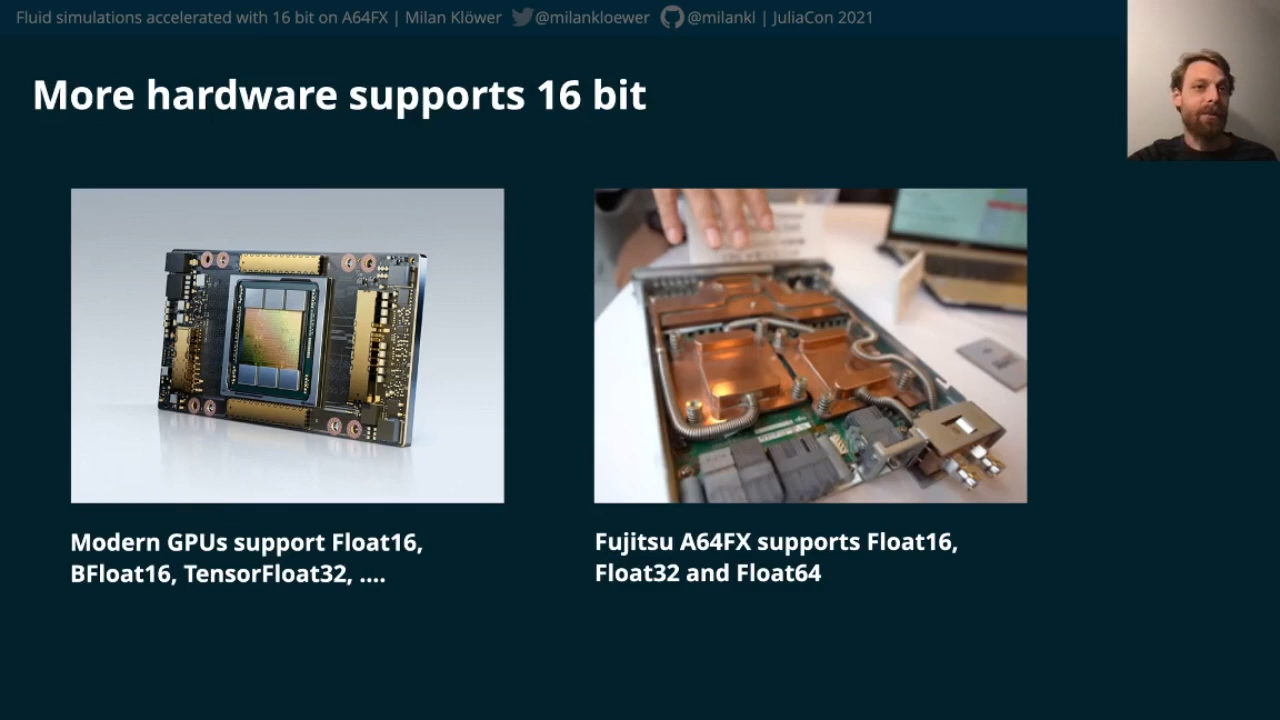 Fluid simulations accelerated with 16 bit on A64FX | Milan Klöwer @milankloewer @milankl | JuliaCon 2021
More hardware supports 16 bit
Modern GPUs support Float16,
BFloat16, TensorFloat32, ....
Fujitsu A64FX supports Float16,
Float32 and Float64